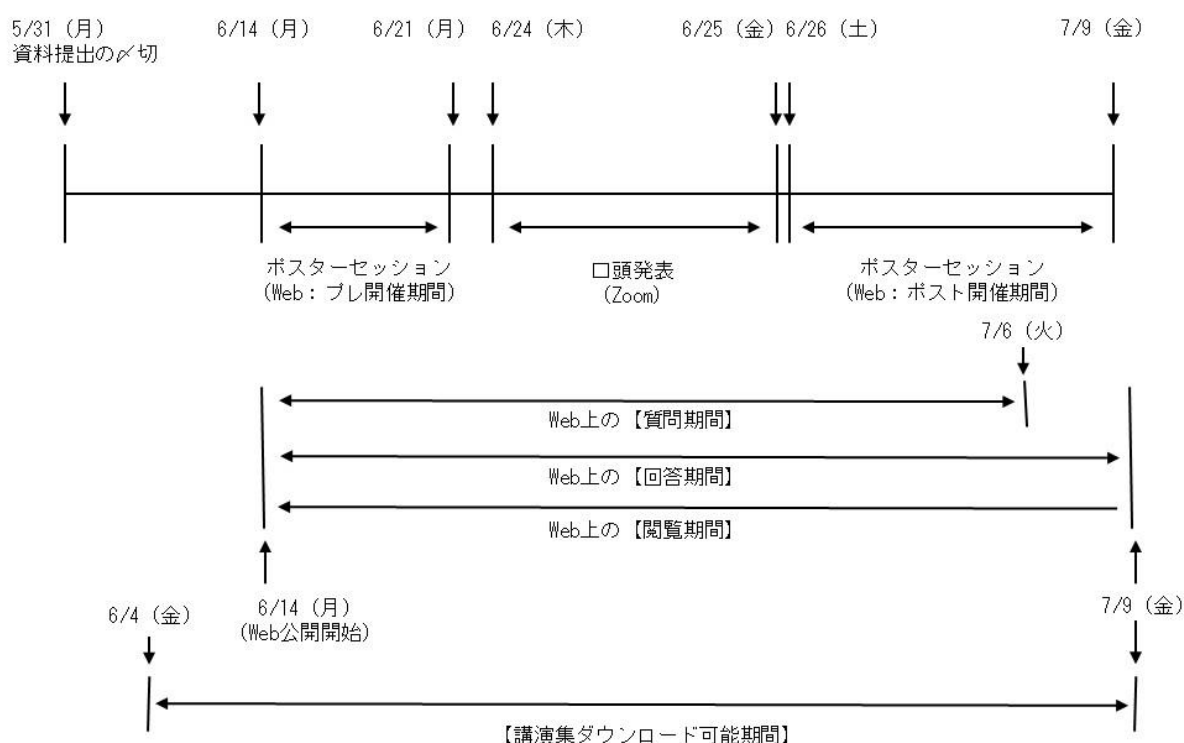 5/31（月） 6/14（月） 6/21（月） 6/24（木） 6/25（金） 6/26（土） 7/9（金）
資料提出の〆切
ポスターセッション 口頭発表 ポスターセッション
(Web：プレ開催期間) (Zoom) (Web：ポスト開催期間)
7/6（火）
Web上の【質問期間】
Web上の【回答期間】
Web上の【閲覧期間】
6/4（金） 6/14（月） 7/9（金）
(Web公開開始)
【講演集ダウンロード可能期間】